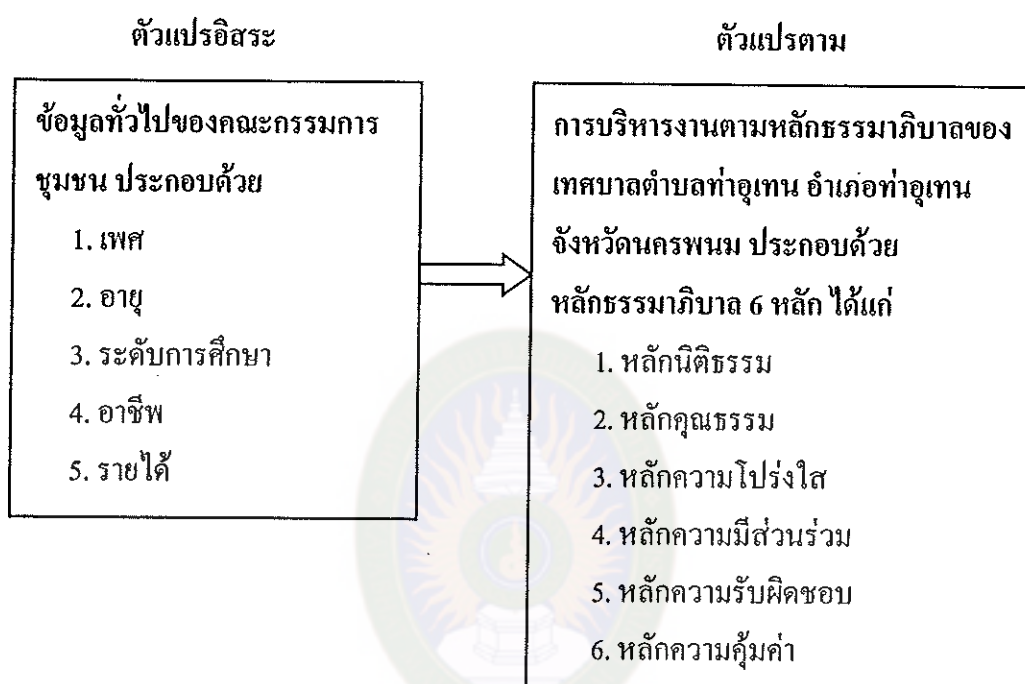 ตัวแปรอิสระ
ข้อมูลทั่วไปของคณะกรรมการ
ชุมชน ประกอบด้วย
1. เพศ
2. อายุ
3. ระดับการศึกษา
4. อาชีพ
5. รายได้
ตัวแปรตาม
การบริหารงานตามหลักธรรมาภิบาลของ
เทศบาลตำบลท่าอุเทน อำเภอท่าอุเทน
จังหวัดนครพนม ประกอบด้วย
หลักธรรมาภิบาล 6 หลัก ได้แก่
1. หลักนิติธรรม
2. หลักคุณธรรม
3. หลักความโปร่งใส
4. หลักความมีส่วนร่วม
5. หลักความรับผิดชอบ
6. หลักความคุ้มค่า